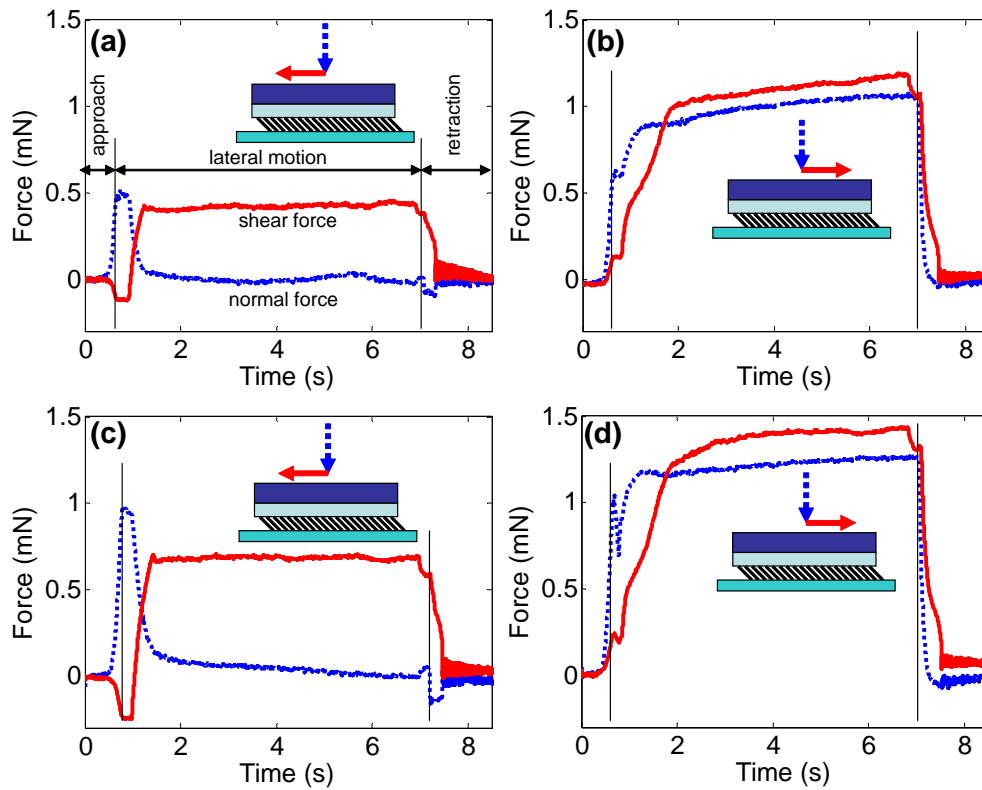 (a)
1.5
1
0.5
0
Force (mN)
approach
lateral motion
retraction
shear force
normal force
0 2 4 6 8
Time (s)
(b)
1.5
1
0.5
0
Force (mN)
0 2 4 6 8
Time (s)
(c)
1.5
1
0.5
0
Force (mN)
0 2 4 6 8
Time (s)
(d)
1.5
1
0.5
0
Force (mN)
0 2 4 6 8
Time (s)